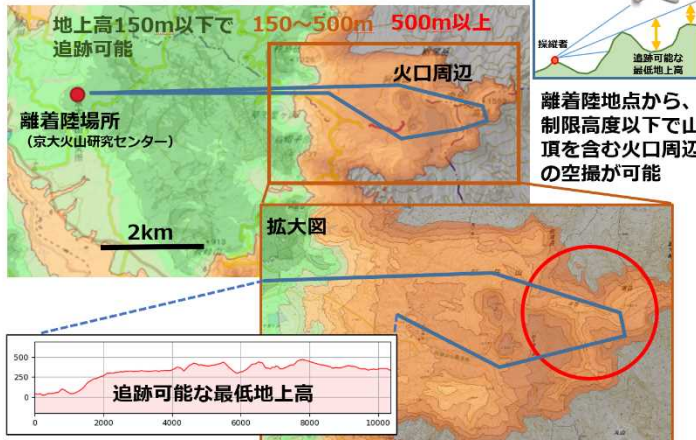 地上高150m以下で
追跡可能
150~500m
500m以上
火口周辺
離着陸場所
（京大火山研究センター）
2km
操縦者
追跡可能な
最低地上高
離着陸地点から、
制限高度以下で山
頂を含む火口周辺
の空撮が可能
拡大図
500
250
0
追跡可能な最低地上高
0 2000 4000 6000 8000 10000